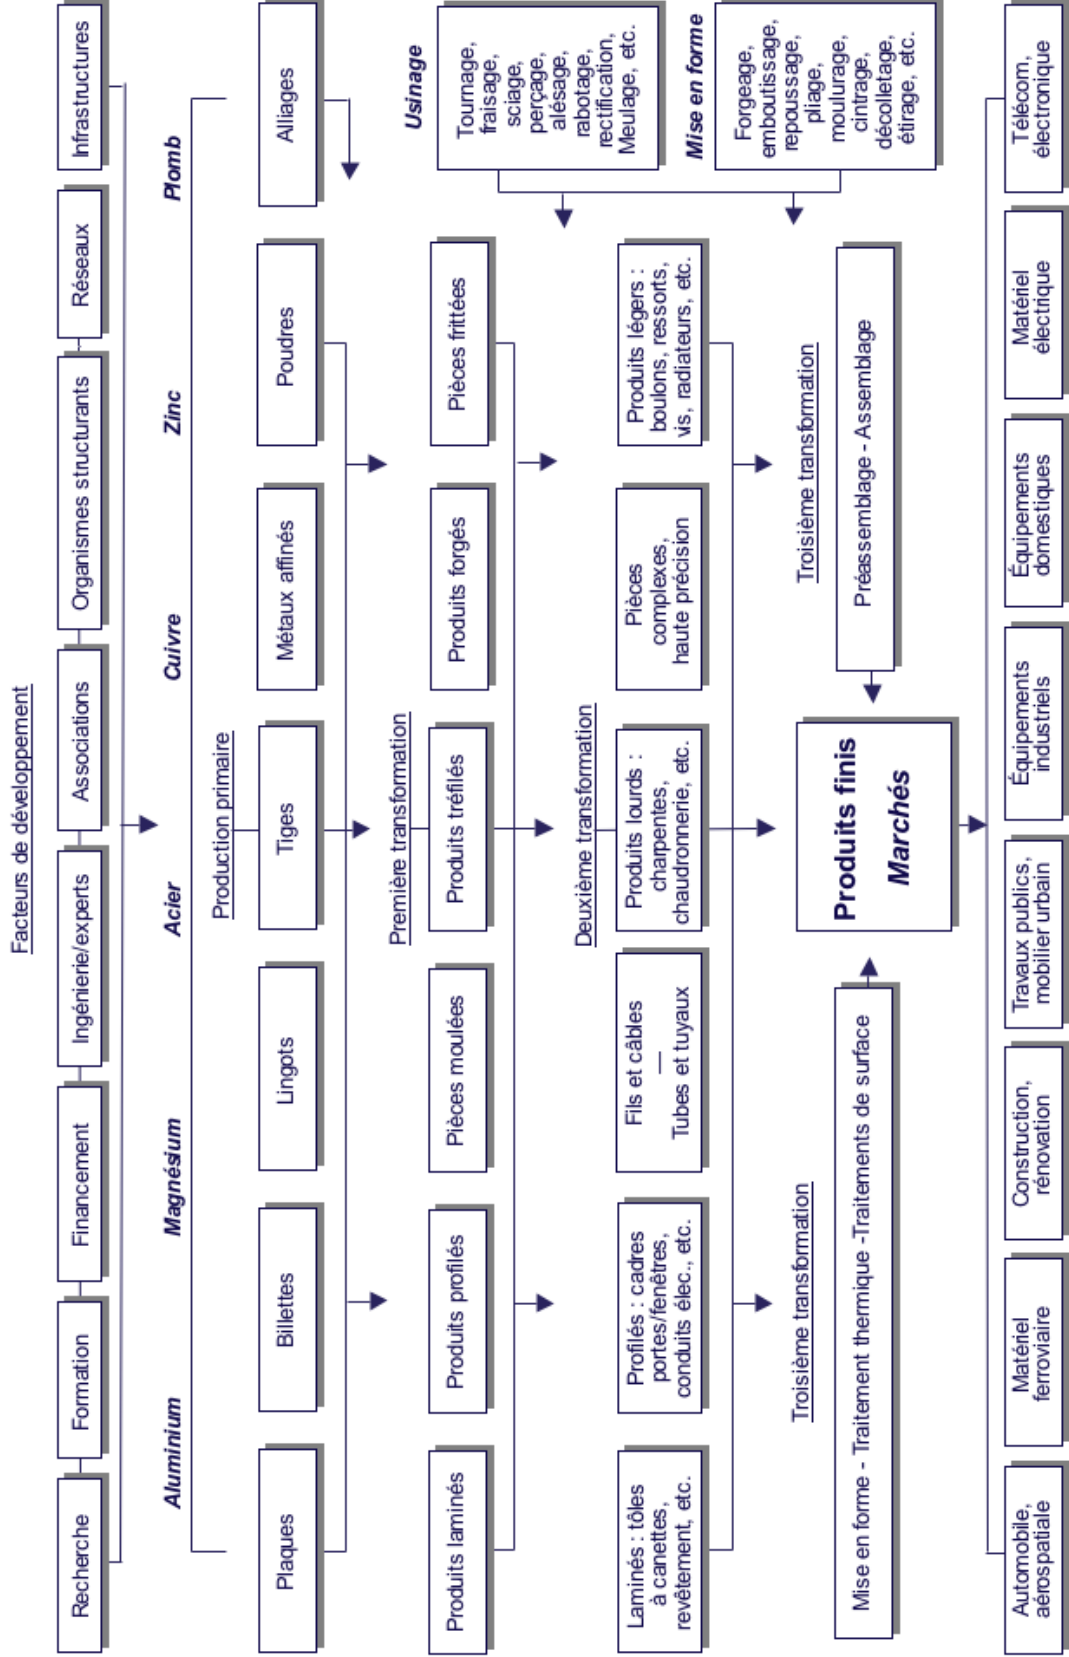 Facteurs de développement
Recherche
Formation
Financement
Ingénierie/experts
Associations
Organismes structurants
Réseaux
Infrastructures
Aluminium
Magnésium
Acier
Cuivre
Zinc
Plomb
Production primaire
Plaques
Billettes
Lingots
Tiges
Métaux affinés
Poudres
Alliages
Première transformation
Produits laminés
Produits profilés
Pièces moulées
Produits tréfilés
Produits forgés
Pièces frittées
Usinage
Tournage,
fraisage,
sciage,
perçage,
alésage,
rabotage,
rectification,
Meulage, etc.
Deuxième transformation
Laminés : tôles
à canettes,
revêtement, etc.
Profilés : cadres
portes/fenêtres,
conduits élec., etc.
Fils et câbles
—
Tubes et tuyaux
Produits lourds :
charpentes,
chaudronnerie, etc.
Pièces
complexes,
haute précision
Produits légers :
boulons, ressorts,
vis, radiateurs, etc.
Mise en forme
Forgeage,
emboutissage,
repoussage,
pliage,
moulurage,
cintrage,
décolletage,
étirage, etc.
Troisième transformation
Mise en forme - Traitement thermique -Traitements de surface
Produits finis
Marchés
Troisième transformation
Préassemblage - Assemblage
Automobile,
aérospatiale
Matériel
ferroviaire
Construction,
rénovation
Travaux publics,
mobilier urbain
Équipements
industriels
Équipements
domestiques
Matériel
électrique
Télécom,
électronique